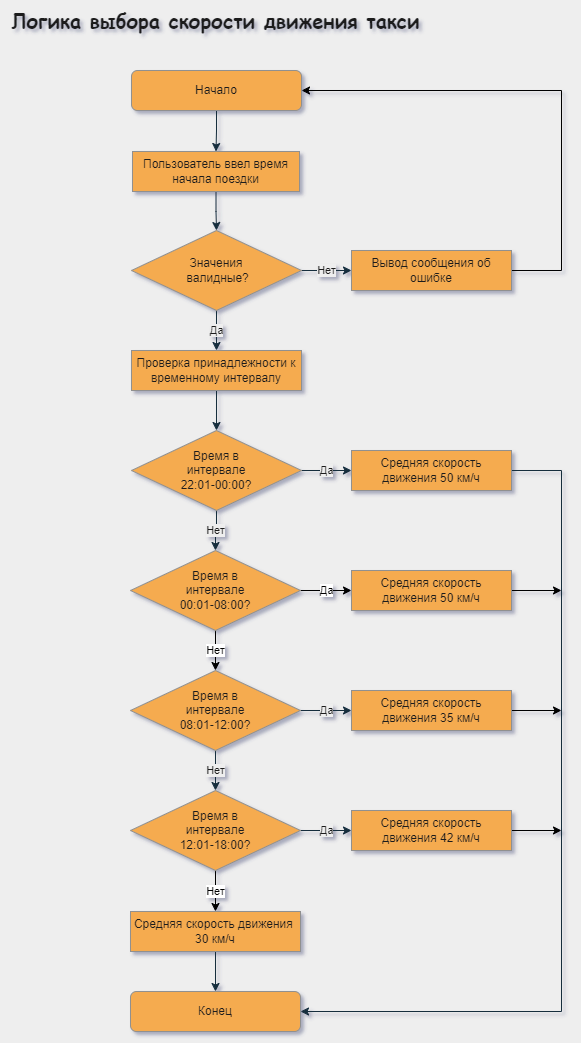 Логика выбора скорости движения такси
Начало
Пользователь ввел время
начала поездки
Значения
валидные?
Нет
Вывод сообщения об
ошибке
Да
Проверка принадлежности к
временному интервалу
Время в
интервале
22:01-00:00?
Да
Средняя скорость
движения 50 км/ч
Нет
Время в
интервале
00:01-08:00?
Да
Средняя скорость
движения 50 км/ч
Нет
Время в
интервале
08:01-12:00?
Да
Средняя скорость
движения 35 км/ч
Нет
Время в
интервале
12:01-18:00?
Да
Средняя скорость
движения 42 км/ч
Нет
Средняя скорость движения
30 км/ч
Конец